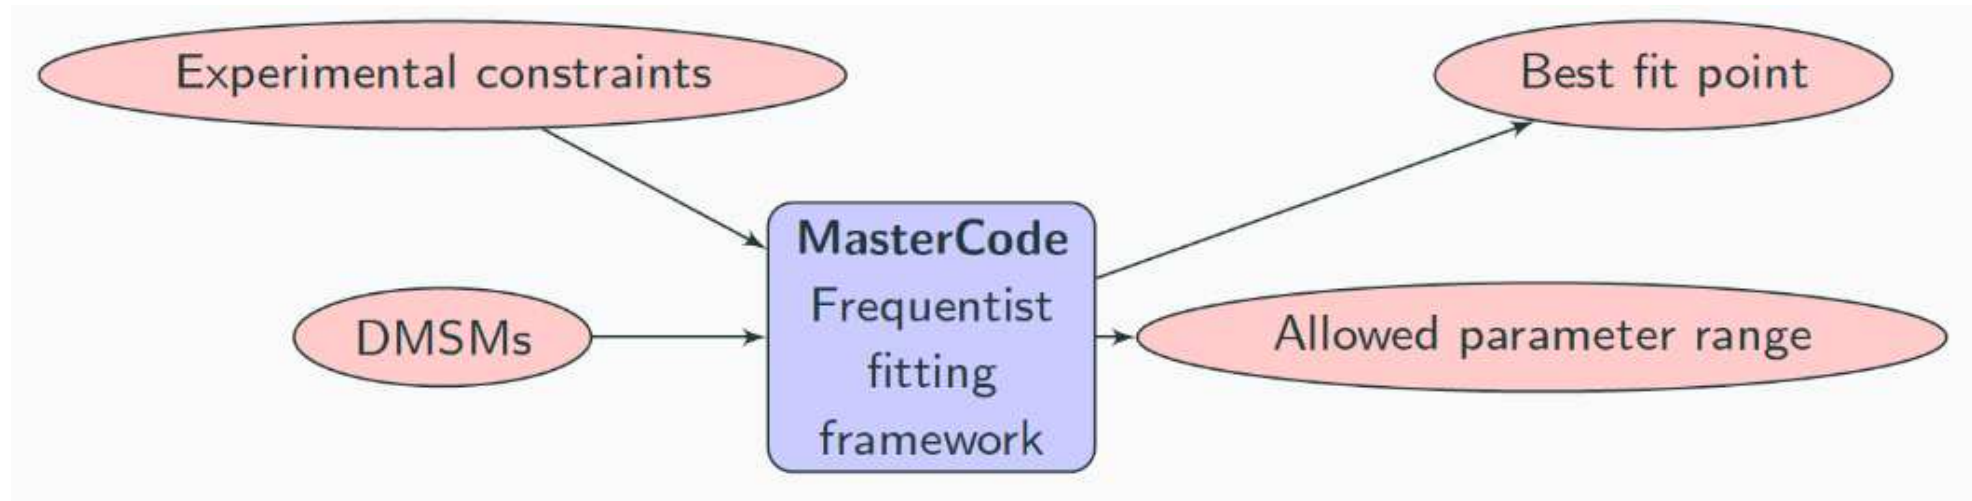 Experimental constraints
Best fit point
DMSMs
MasterCode
Frequentist
fitting
framework
Allowed parameter range